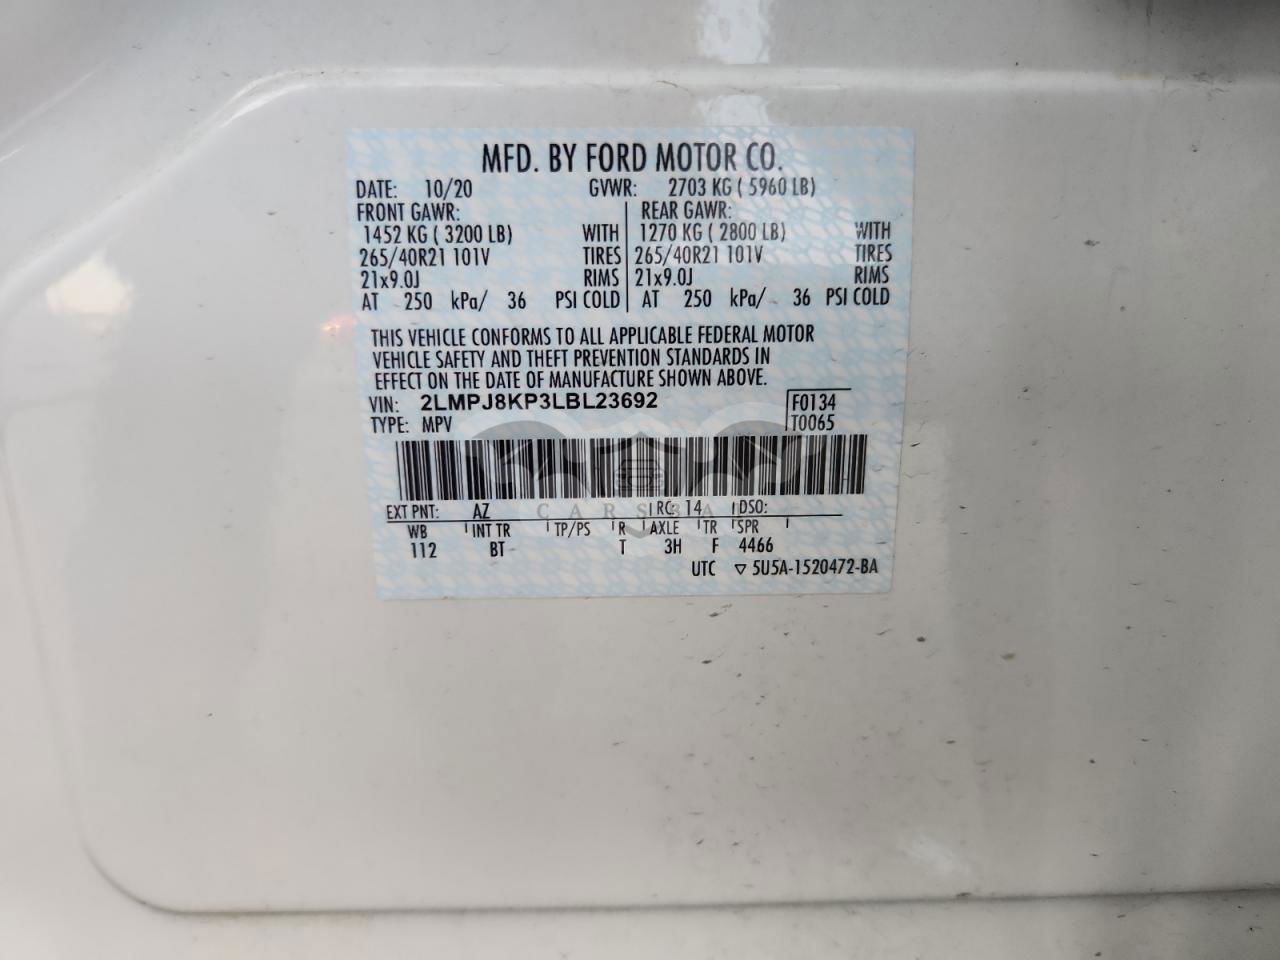 MFD. BY FORD MOTOR CO.
DATE: 10/20 GVWR: 2703 KG ( 5960 LB)
FRONT GAWR: REAR GAWR:
1452 KG ( 3200 LB) WITH 1270 KG ( 2800 LB) WITH
265/40R21 101V TIRES 265/40R21 101V TIRES
21x9.0J RIMS 21x9.0J RIMS
AT 250 kPa/ 36 PSI COLD AT 250 kPa/ 36 PSI COLD
THIS VEHICLE CONFORMS TO ALL APPLICABLE FEDERAL MOTOR
VEHICLE SAFETY AND THEFT PREVENTION STANDARDS IN
EFFECT ON THE DATE OF MANUFACTURE SHOWN ABOVE.
VIN: 2LMPJ8KP3LBL23692 F0134
TYPE: MPV T0065
EXT PNT: AZ RC: 14 DSO:
WB INT TR TP/PS R AXLE TR SPR
112 BT T 3H F 4466
UTC ▽ 5U5A-1520472-BA